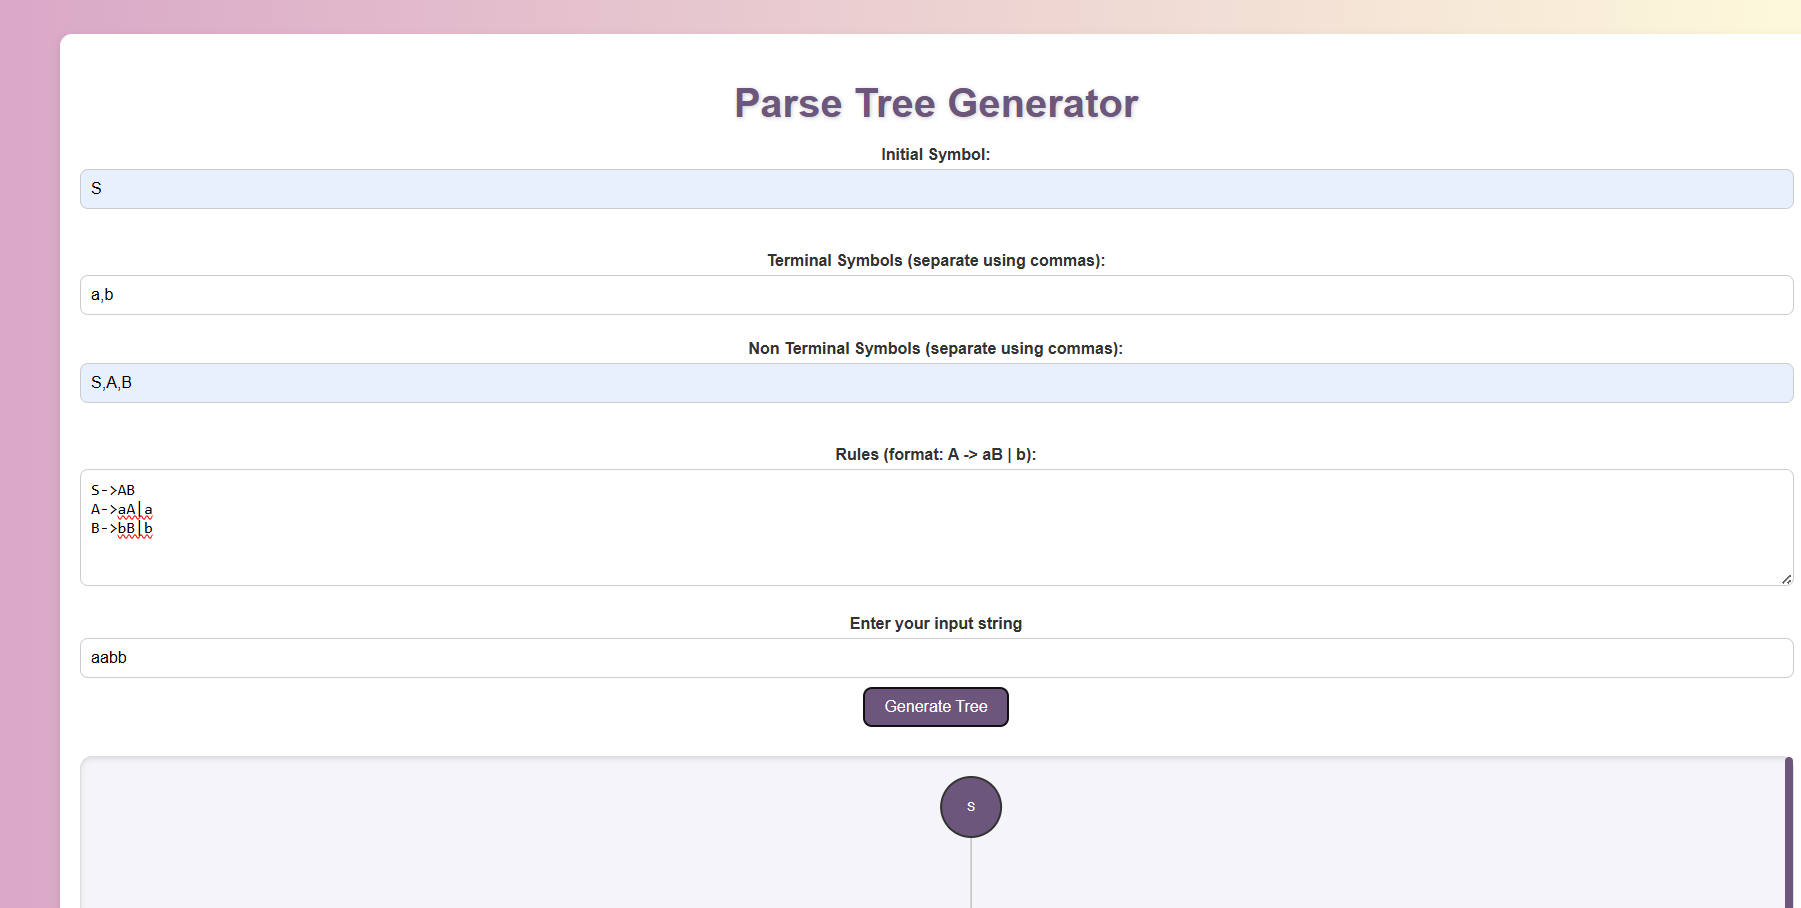 Parse Tree Generator
Initial Symbol:
S
Terminal Symbols (separate using commas):
a,b
Non Terminal Symbols (separate using commas):
S,A,B
Rules (format: A -> aB | b):
S->AB
A->aA|a
B->bB|b
Enter your input string
aabb
Generate Tree
S